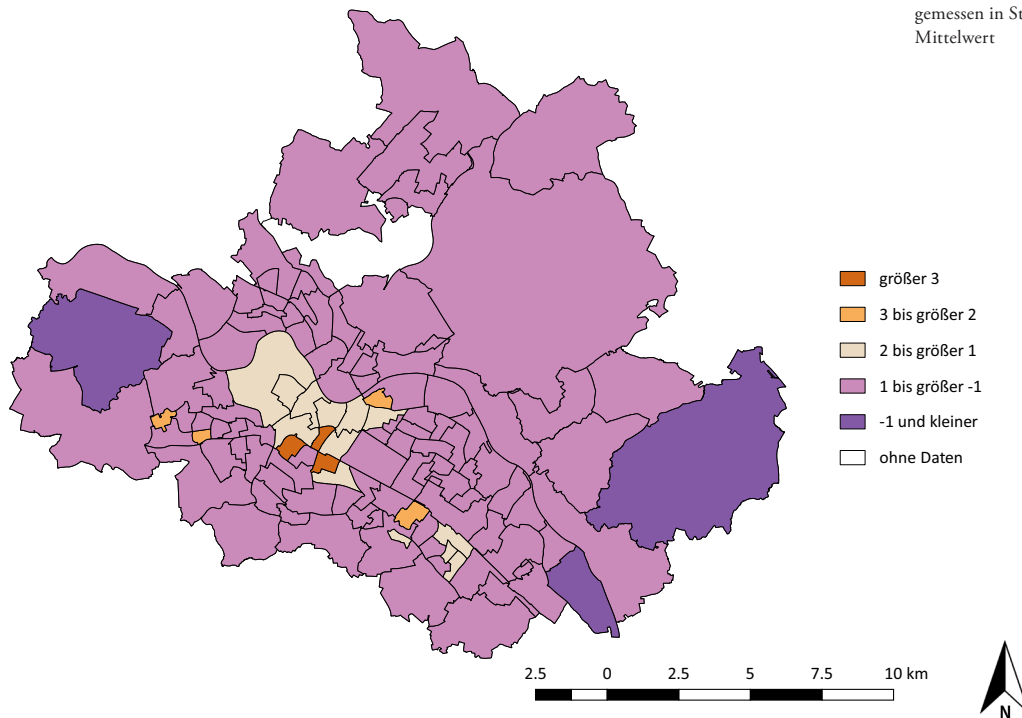 gemessen in St
Mittelwert
größer 3
3 bis größer 2
2 bis größer 1
1 bis größer -1
-1 und kleiner
ohne Daten
2.5 0 2.5 5 7.5 10 km
N